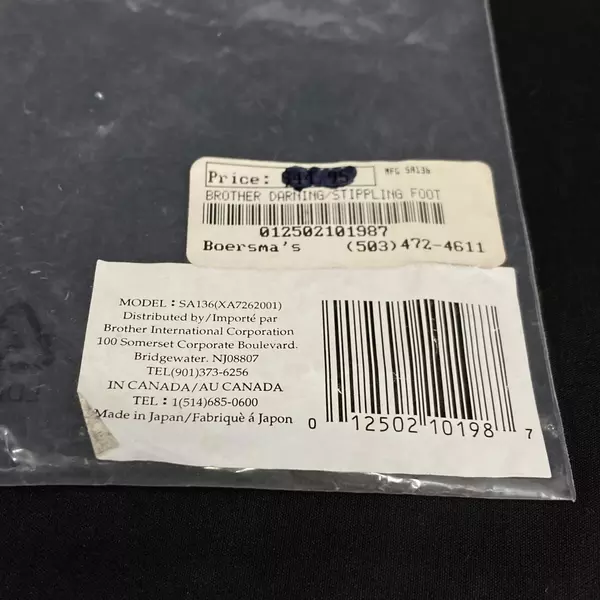 Price: $44.95
MFG SA136
BROTHER DARNING/STIPPLING FOOT
012502101987
Boersma's (503)472-4611
MODEL : SA136(XA7262001)
Distributed by/Importé par
Brother International Corporation
100 Somerset Corporate Boulevard.
Bridgewater. NJ08807
TEL(901)373-6256
IN CANADA/AU CANADA
TEL : 1(514)685-0600
Made in Japan/Fabriquè á Japon
0 12502 10198 7